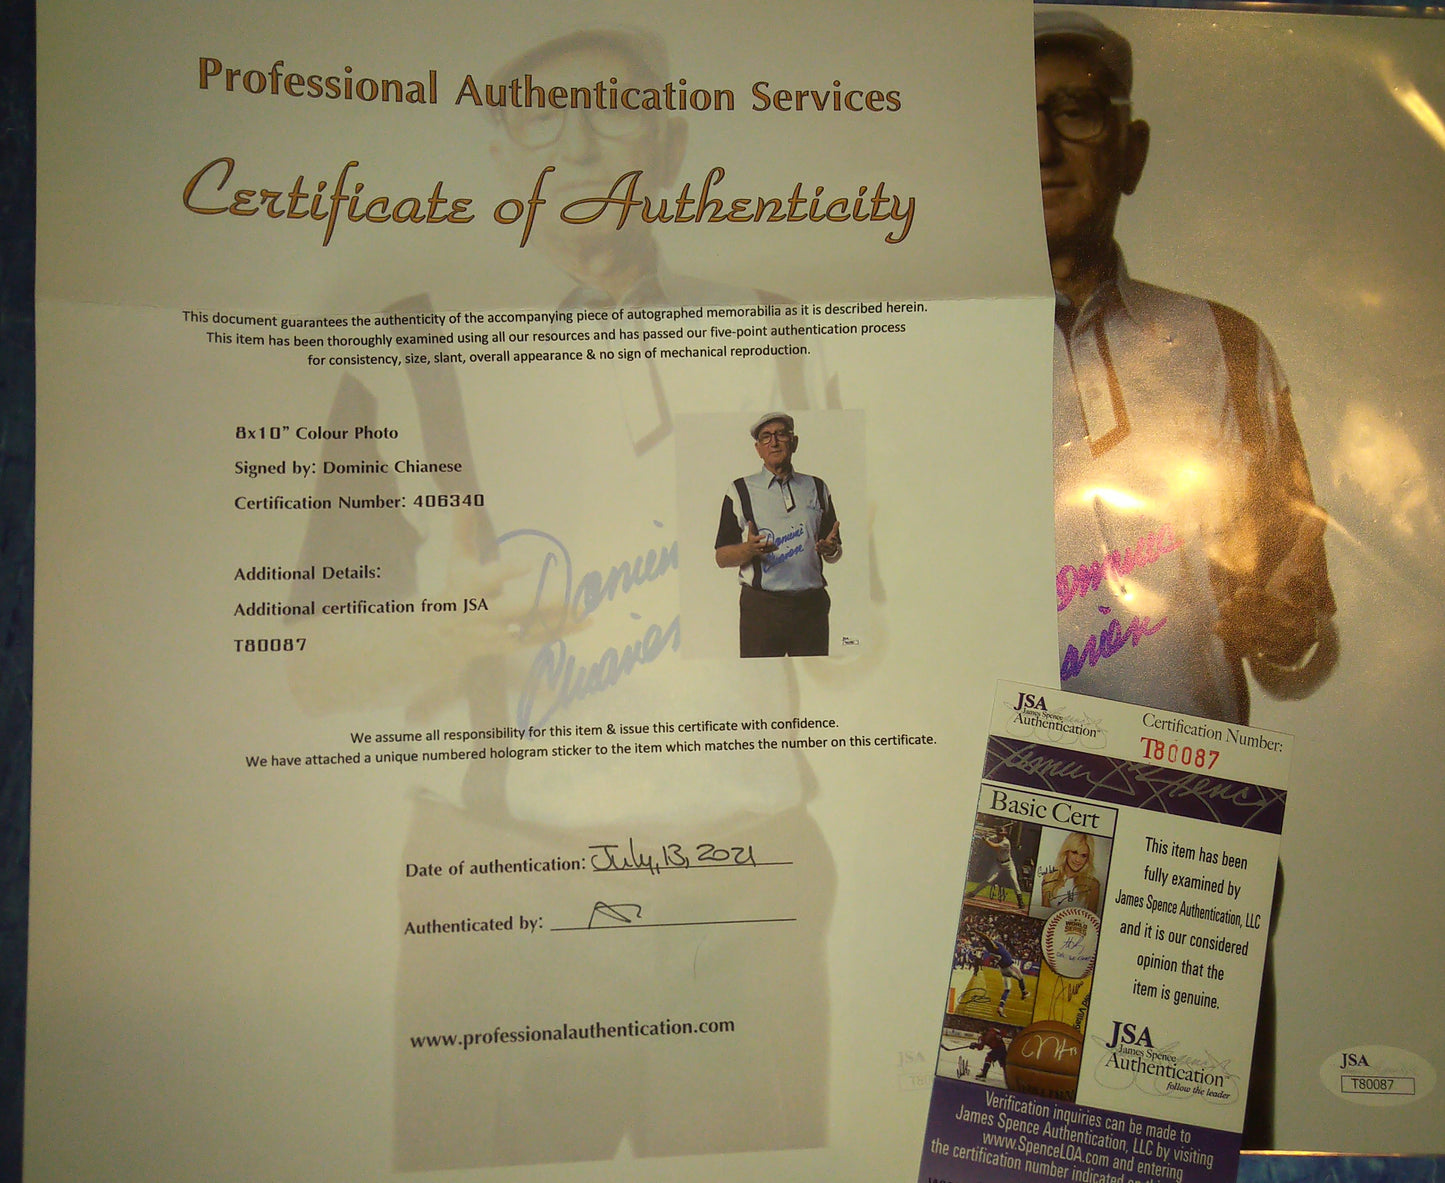 Professional Authentication Services
Certificate of Authenticity
This document guarantees the authenticity of the accompanying piece of autographed memorabilia as it is described herein.
This item has been thoroughly examined using all our resources and has passed our five-point authentication process
for consistency, size, slant, overall appearance & no sign of mechanical reproduction.
8x10” Colour Photo
Signed by: Dominic Chianese
Certification Number: 406340
Additional Details:
Additional certification from JSA
T80087
We assume all responsibility for this item & issue this certificate with confidence.
We have attached a unique numbered hologram sticker to the item which matches the number on this certificate.
Date of authentication: July, 13, 2021
Authenticated by:
www.professionalauthentication.com
JSA
James Spence
Authentication
Certification Number:
T80087
Basic Cert
This item has been
fully examined by
James Spence Authentication, LLC
and it is our considered
opinion that the
item is genuine.
JSA
James Spence
Authentication
follow the leader
Verification inquiries can be made to
James Spence Authentication, LLC by visiting
www.SpenceLOA.com and entering
the certification number indicated
JSA
T80087